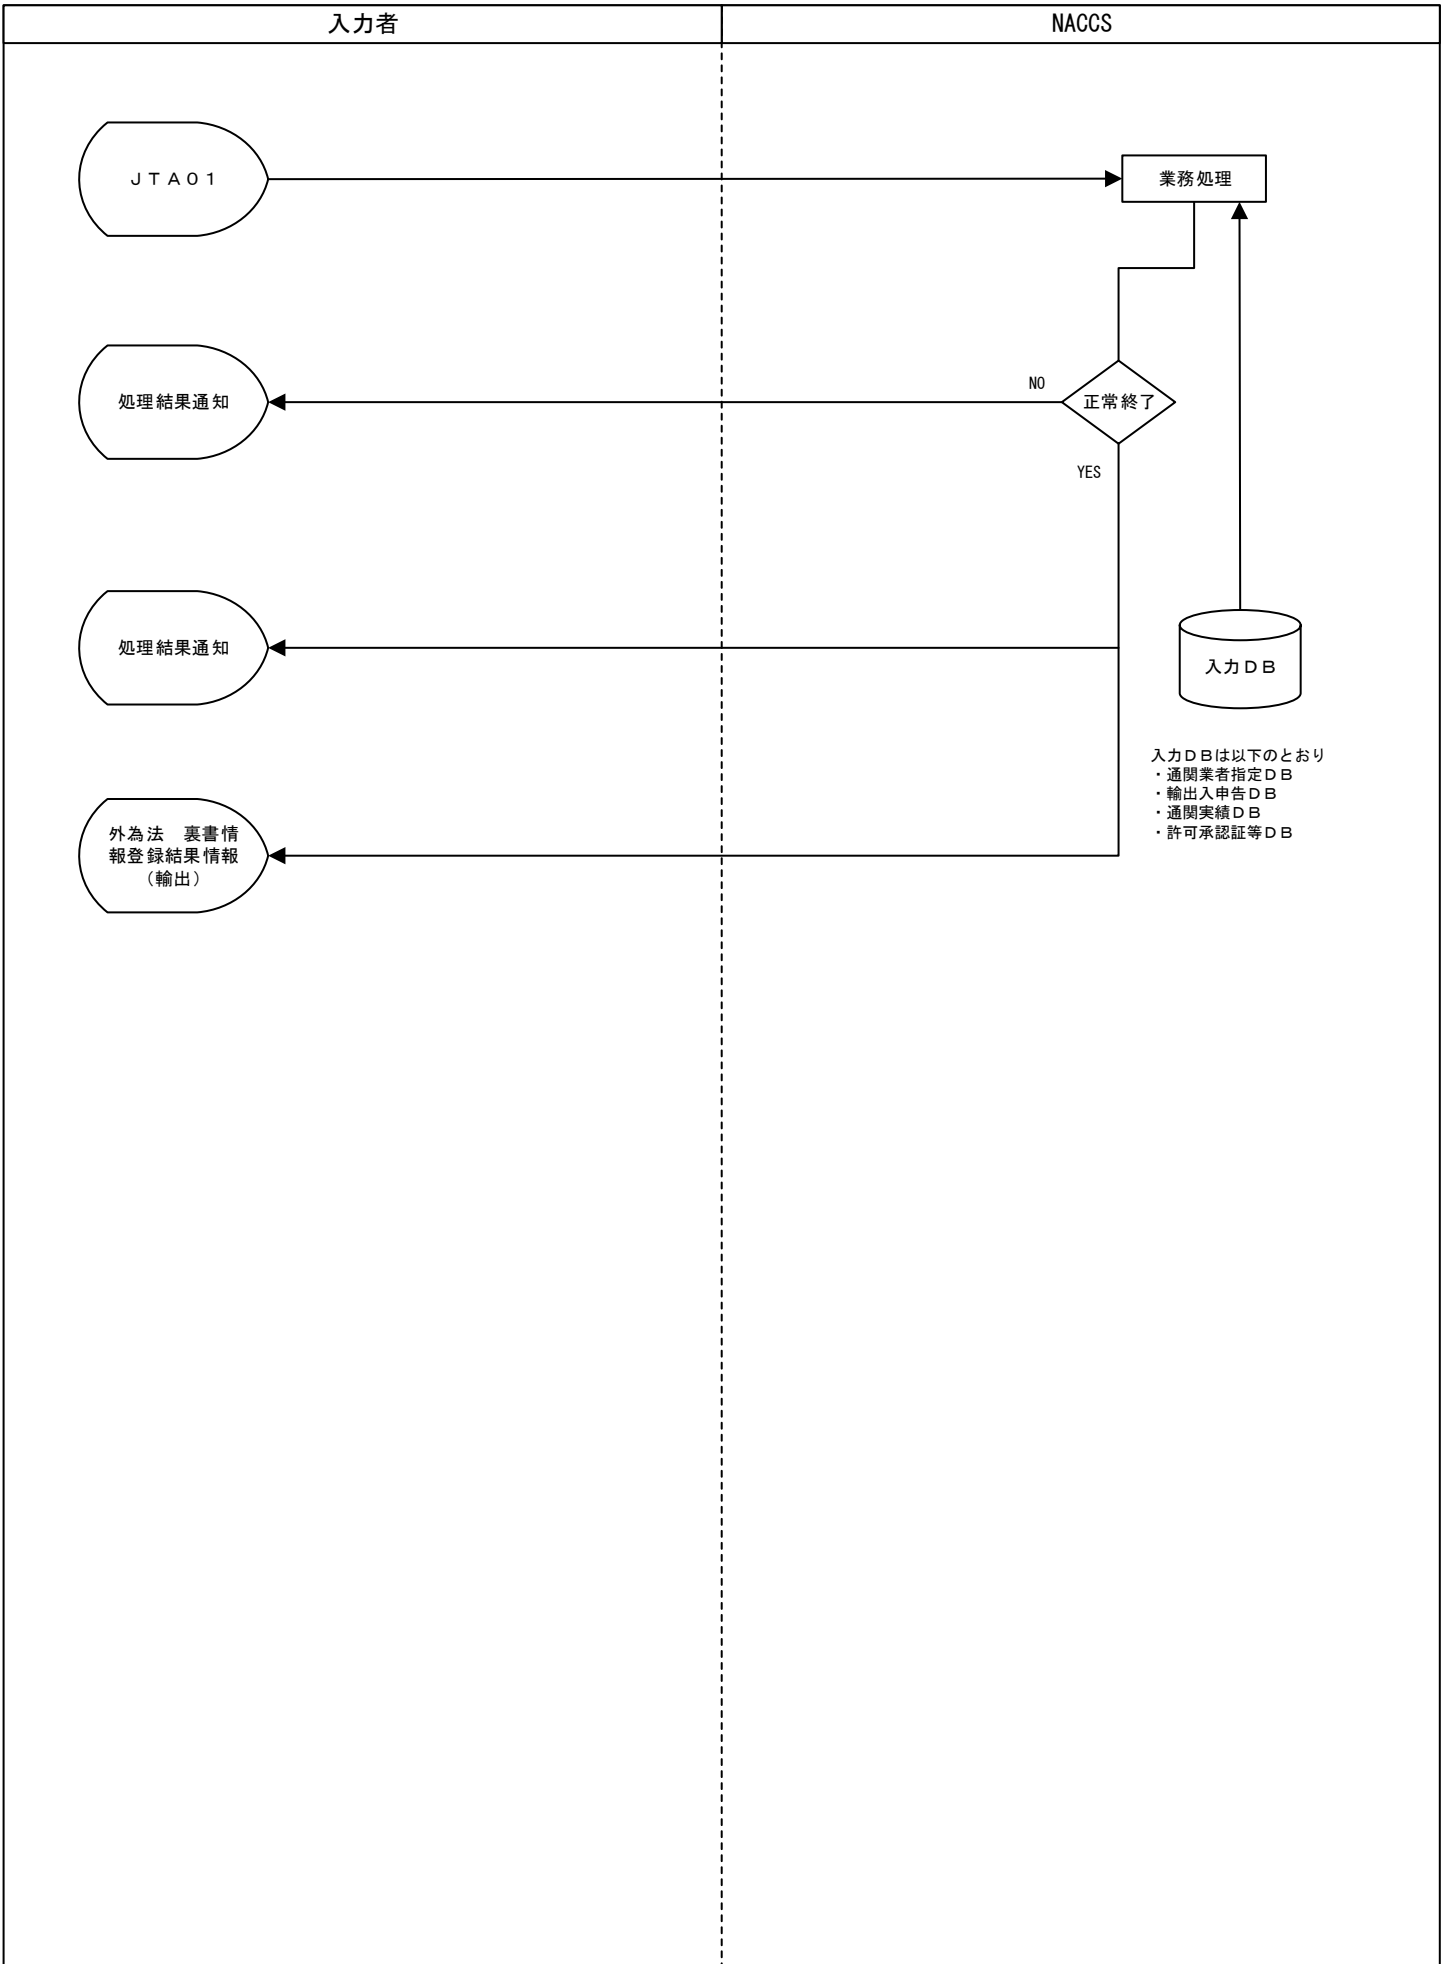 入力者
NACCS
ＪＴＡ０１
業務処理
処理結果通知
NO
正常終了
YES
処理結果通知
入力ＤＢ
入力ＤＢは以下のとおり
・通関業者指定ＤＢ
・輸出入申告ＤＢ
・通関実績ＤＢ
・許可承認証等ＤＢ
外為法　裏書情
報登録結果情報
（輸出）